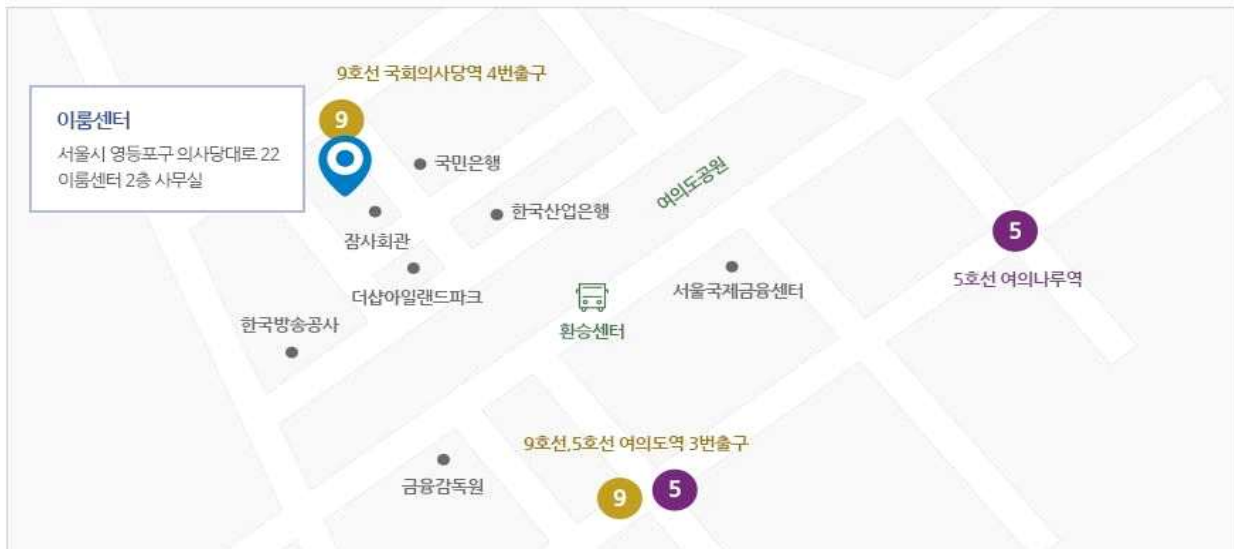 9호선 국회의사당역 4번출구
이룸센터
서울시 영등포구 의사당대로 22
이룸센터 2층 사무실
9
국민은행
한국산업은행
잠사회관
여의도공원
5
5호선 여의나루역
더샵아일랜드파크
서울국제금융센터
한국방송공사
환승센터
9호선,5호선 여의도역 3번출구
금융감독원
9
5